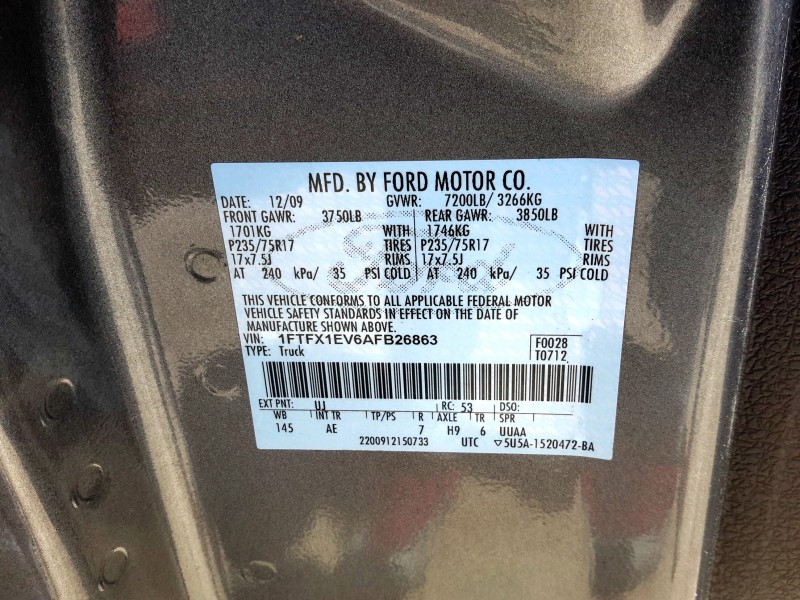 MFD. BY FORD MOTOR CO.
DATE: 12/09 GVWR: 7200LB/ 3266KG
FRONT GAWR: 3750LB REAR GAWR: 3850LB
1701KG WITH 1746KG WITH
P235/75R17 TIRES P235/75R17 TIRES
17x7.5J RIMS 17x7.5J RIMS
AT 240 kPa/ 35 PSI COLD AT 240 kPa/ 35 PSI COLD
Ford
THIS VEHICLE CONFORMS TO ALL APPLICABLE FEDERAL MOTOR
VEHICLE SAFETY STANDARDS IN EFFECT ON THE DATE OF
MANUFACTURE SHOWN ABOVE.
VIN: 1FTFX1EV6AFB26863 F0028
TYPE: Truck T0712
EXT PNT: UJ RC: 53 DSO:
WB INT TR TP/PS R AXLE TR SPR
145 AE 7 H9 6 UUAA
2200912150733 UTC ▽5U5A-1520472-BA